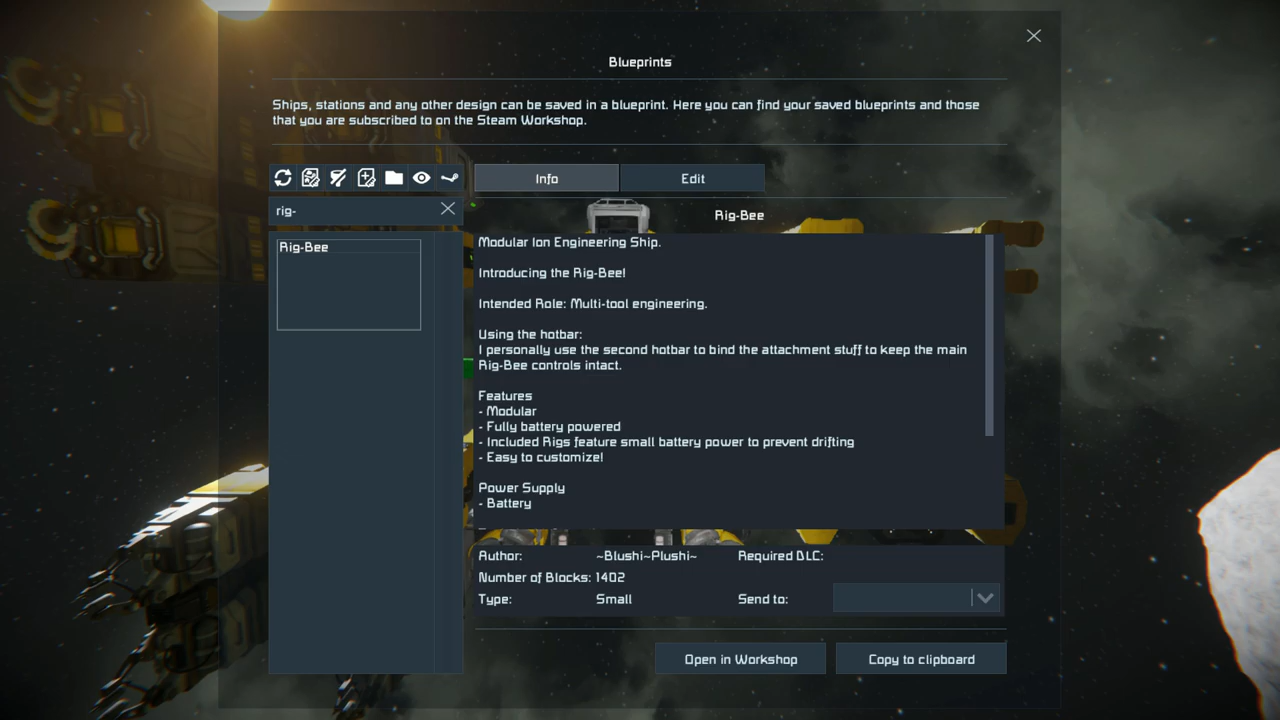 Blueprints
Ships, stations and any other design can be saved in a blueprint. Here you can find your saved blueprints and those
that you are subscribed to on the Steam Workshop.
Info
Edit
rig-
Rig-Bee
Rig-Bee
Modular Ion Engineering Ship.
Introducing the Rig-Bee!
Intended Role: Multi-tool engineering.
Using the hotbar:
I personally use the second hotbar to bind the attachment stuff to keep the main
Rig-Bee controls intact.
Features
- Modular
- Fully battery powered
- Included Rigs feature small battery power to prevent drifting
- Easy to customize!
Power Supply
- Battery
Author: ~Blushi~Plushi~ Required DLC:
Number of Blocks: 1402
Type: Small Send to:
Open in Workshop
Copy to clipboard